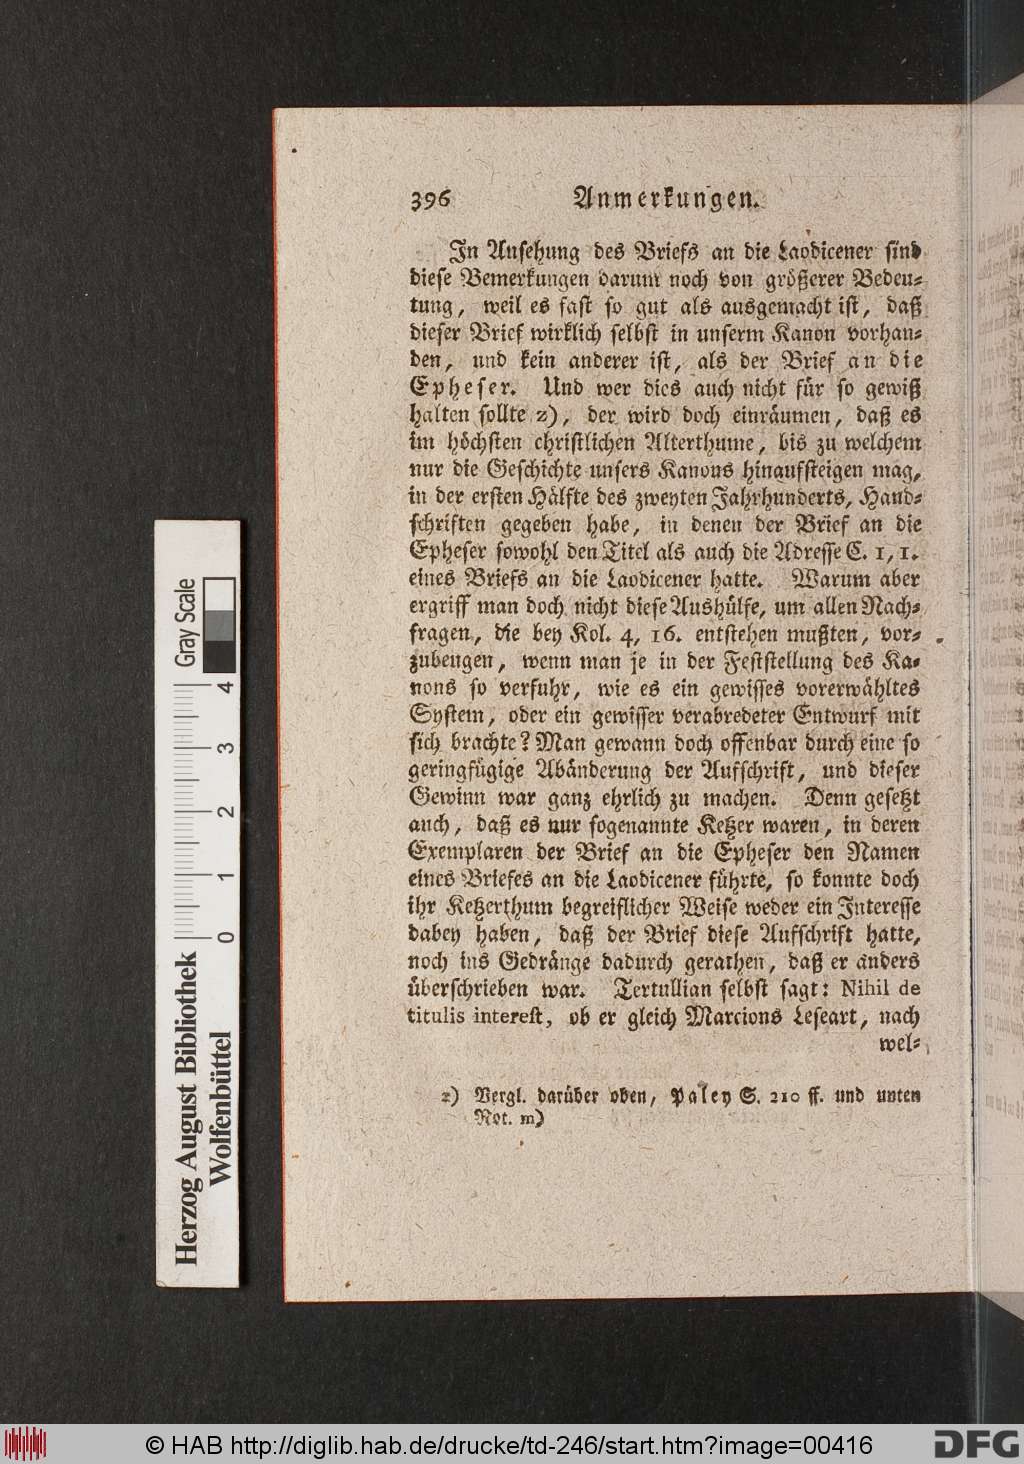 396 Anmerkungen.
In Ansehung des Briefs an die Laodicener sind
diese Bemerkungen darum noch von größerer Bedeu-
tung, weil es fast so gut als ausgemacht ist, daß
dieser Brief wirklich selbst in unserm Kanon vorhan-
den, und kein anderer ist, als der Brief an die
Epheser. Und wer dies auch nicht für so gewiß
halten sollte z), der wird doch einräumen, daß es
im höchsten christlichen Alterthume, bis zu welchem
nur die Geschichte unsers Kanons hinaufsteigen mag,
in der ersten Hälfte des zweyten Jahrhunderts, Hand-
schriften gegeben habe, in denen der Brief an die
Epheser sowohl den Titel als auch die Adresse C. 1, 1.
eines Briefs an die Laodicener hatte. Warum aber
ergriff man doch nicht diese Aushülfe, um allen Nach-
fragen, die bey Kol. 4, 16. entstehen mußten, vor-
zubeugen, wenn man je in der Feststellung des Ka-
nons so verfuhr, wie es ein gewisses vorerwähltes
System, oder ein gewisser verabredeter Entwurf mit
sich brachte? Man gewann doch offenbar durch eine so
geringfügige Abänderung der Aufschrift, und dieser
Gewinn war ganz ehrlich zu machen. Denn gesetzt
auch, daß es nur sogenannte Ketzer waren, in deren
Exemplaren der Brief an die Epheser den Namen
eines Briefes an die Laodicener führte, so konnte doch
ihr Ketzerthum begreiflicher Weise weder ein Interesse
dabey haben, daß der Brief diese Aufschrift hatte,
noch ins Gedränge dadurch gerathen, daß er anders
überschrieben war. Tertullian selbst sagt: Nihil de
titulis interest, ob er gleich Marcions Leseart, nach
wel-
z) Vergl. darüber oben, Paley S. 210 ff. und unten
Not. m)
Gray Scale
4 3 2 1 0
Herzog August Bibliothek
Wolfenbüttel
© HAB http://diglib.hab.de/drucke/td-246/start.htm?image=00416
DFG